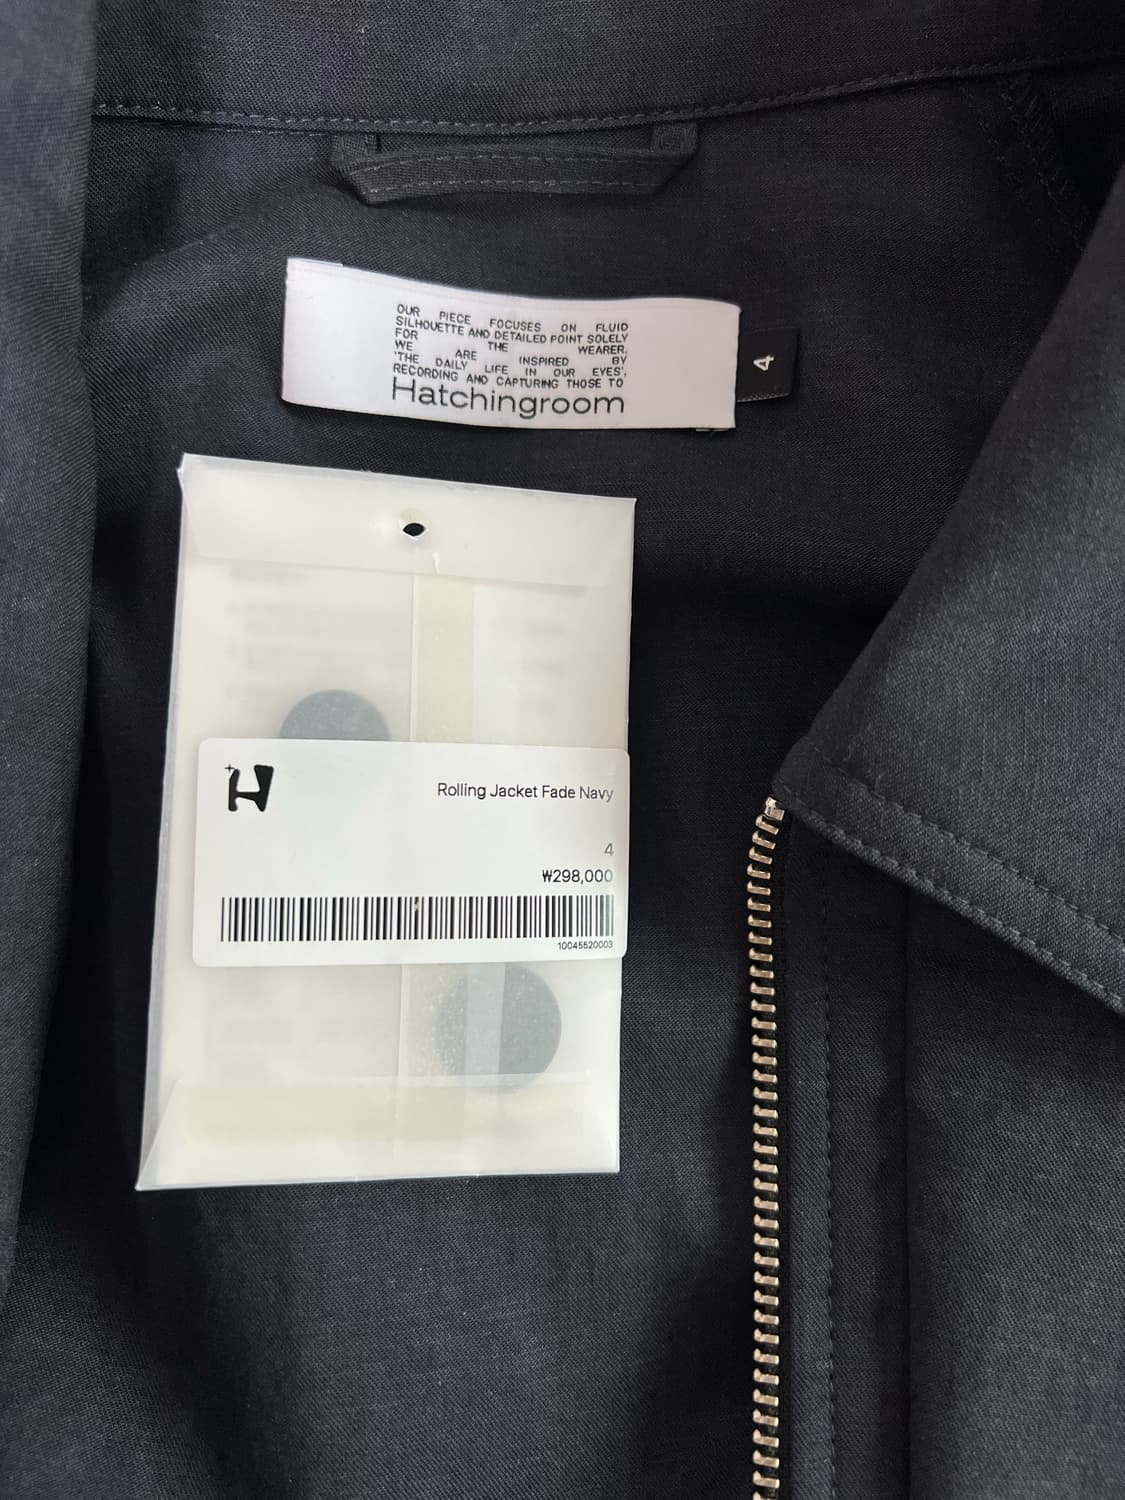 OUR PIECE FOCUSES ON FLUID
SILHOUETTE AND DETAILED POINT SOLELY
FOR THE WEARER.
WE ARE INSPIRED BY
'THE DAILY LIFE IN OUR EYES',
RECORDING AND CAPTURING THOSE TO
Hatchingroom
4
H
Rolling Jacket Fade Navy
4
₩298,000
10045520003